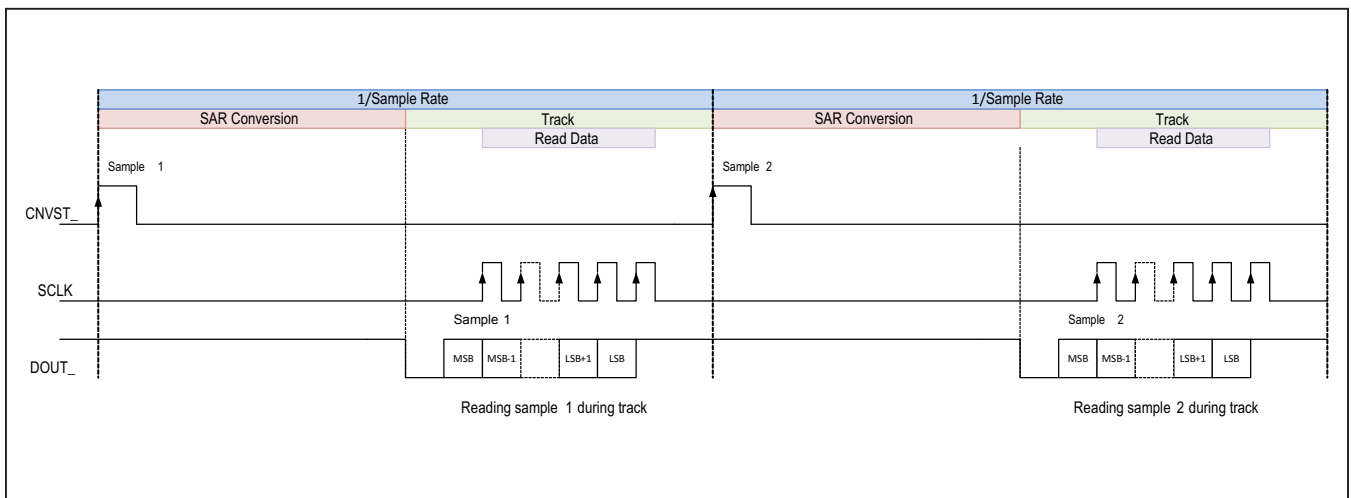 1/Sample Rate 1/Sample Rate
SAR Conversion Track SAR Conversion Track
Read Data Read Data
Sample 1 Sample 2
CNVST_
SCLK
Sample 1 Sample 2
MSB MSB-1 LSB+1 LSB MSB MSB-1 LSB+1 LSB
DOUT_
Reading sample 1 during track Reading sample 2 during track